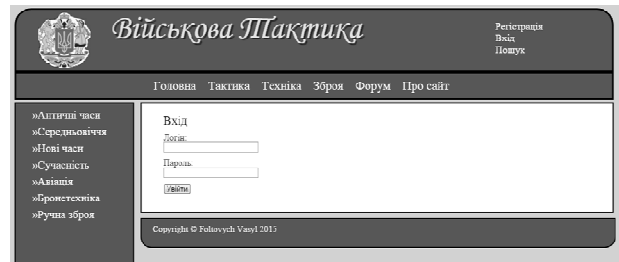 Військова Тактика
Регістрація
Вхід
Пошук
Головна Тактика Техніка Зброя Форум Про сайт
»Античні часи
»Середньовіччя
»Нові часи
»Сучасність
»Авіація
»Бронетехніка
»Ручна зброя
Вхід
Логін:
Пароль:
Увійти
Copyright © Foltovych Vasyl 2015